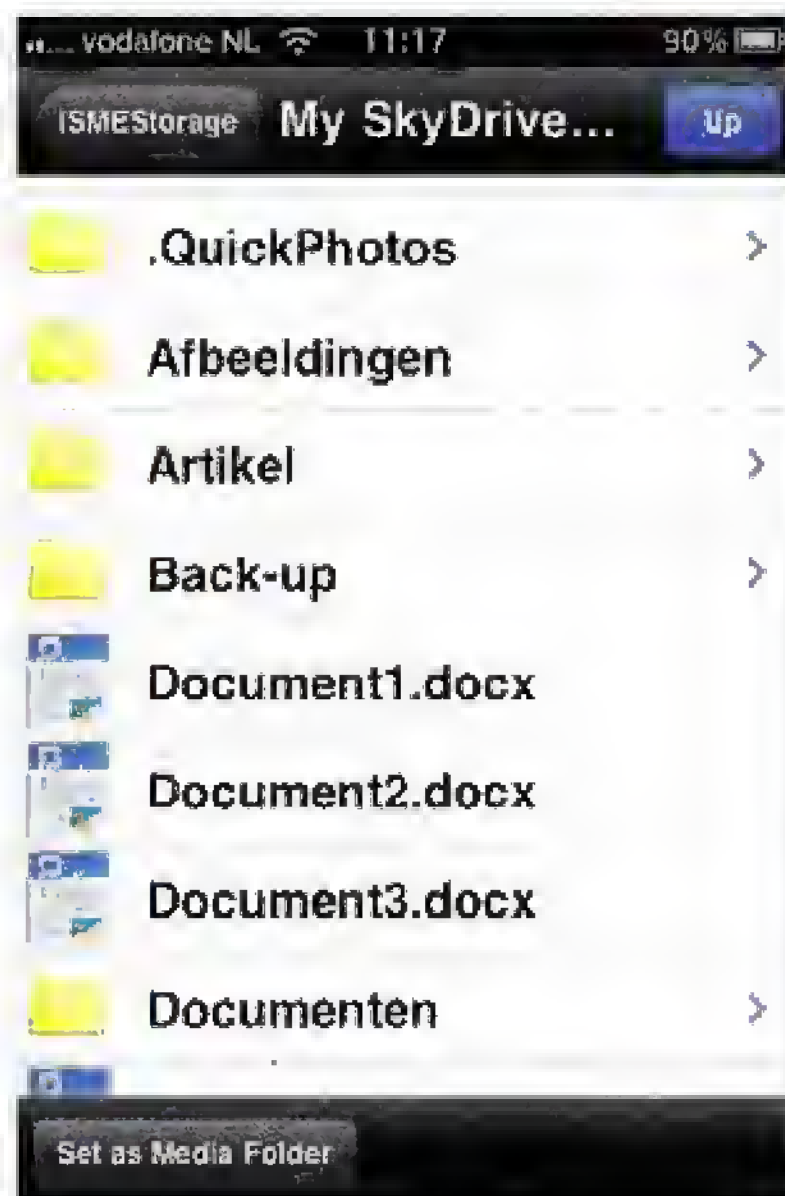 vodafone NL 11:17 90%
iSMEStorage My SkyDrive... Up
.QuickPhotos
Afbeeldingen
Artikel
Back-up
Document1.docx
Document2.docx
Document3.docx
Documenten
Set as Media Folder